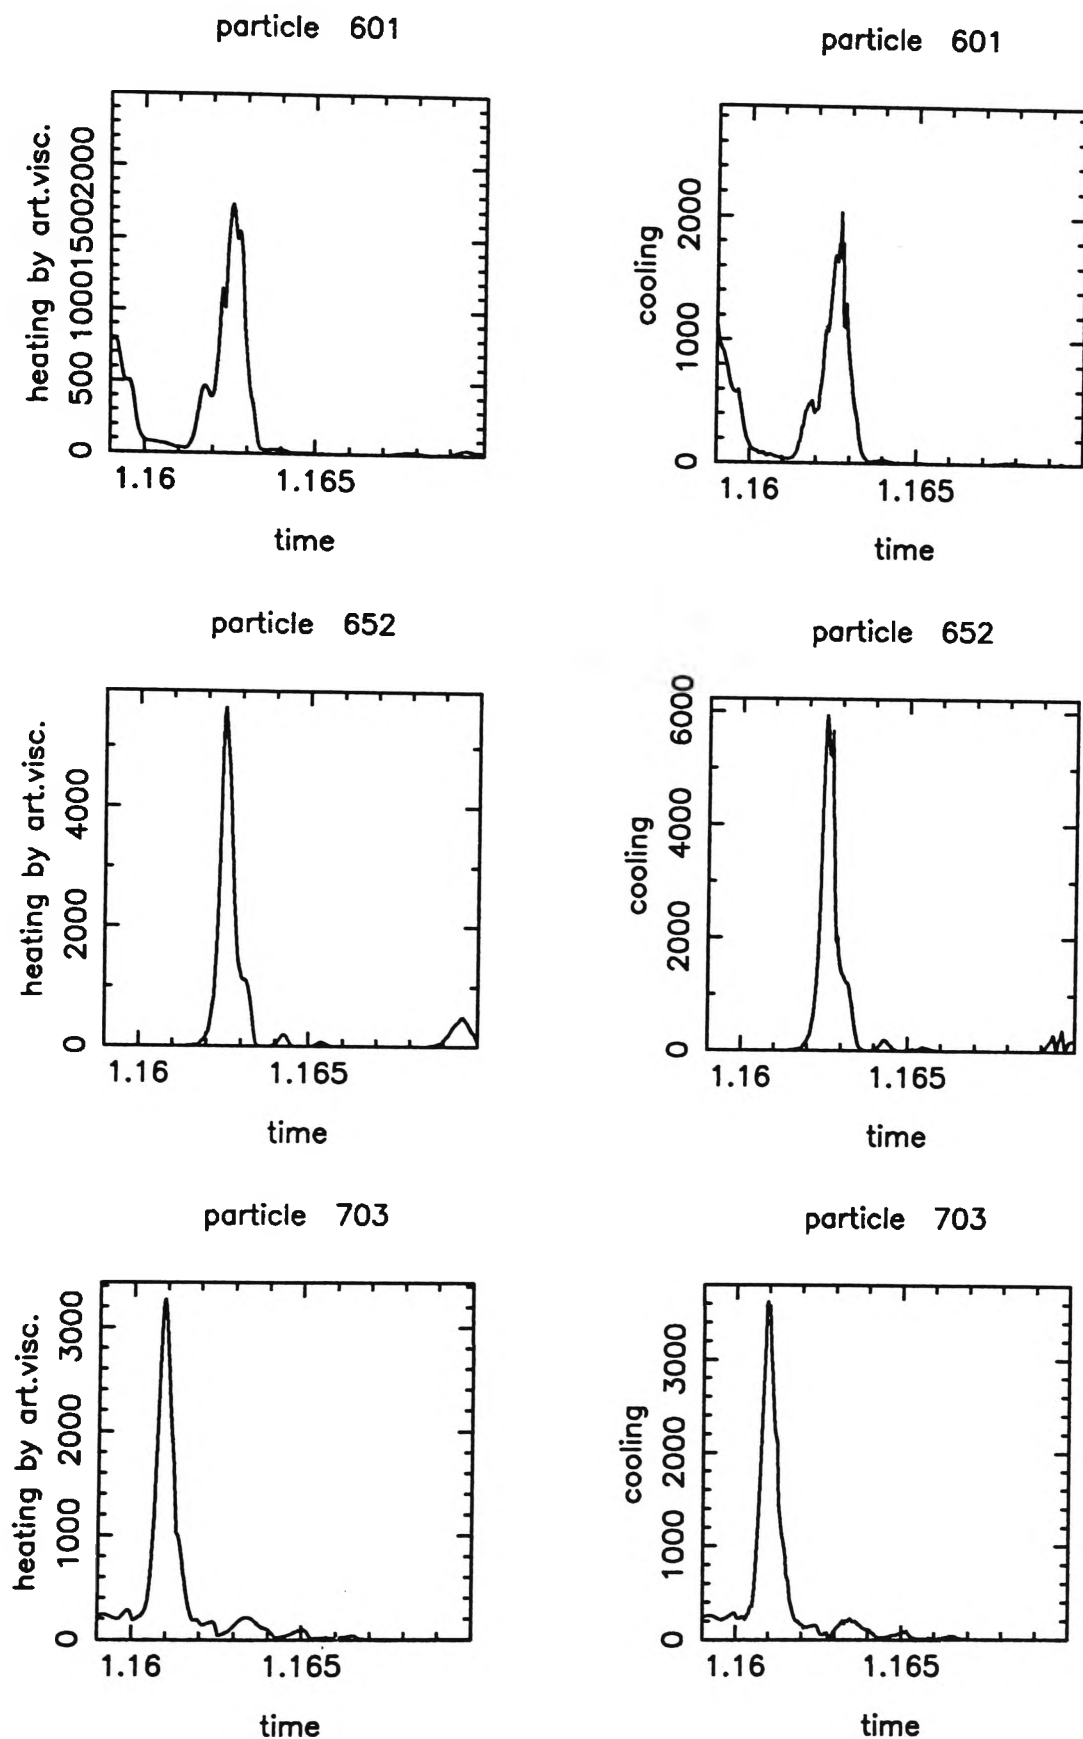 particle 601
particle 601
heating by art.visc.
0 500 1000 1500 2000
1.16 1.165
time
cooling
0 1000 2000
1.16 1.165
time
particle 652
particle 652
heating by art.visc.
0 2000 4000
1.16 1.165
time
cooling
0 2000 4000 6000
1.16 1.165
time
particle 703
particle 703
heating by art.visc.
0 1000 2000 3000
1.16 1.165
time
cooling
0 1000 2000 3000
1.16 1.165
time